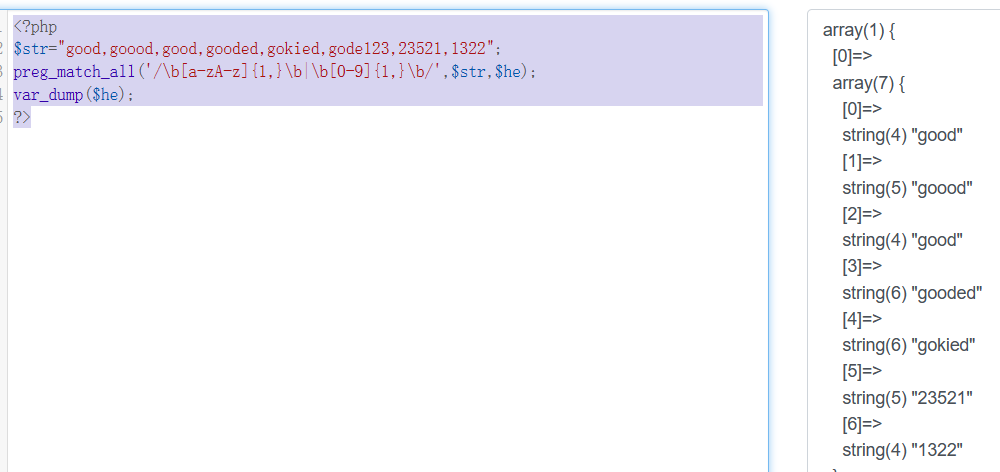 <?php
2 $str="good,goood,good,gooded,gokied,gode123,23521,1322";
3 preg_match_all('/\b[a-zA-z]{1,}\b|\b[0-9]{1,}\b/',$str,$he);
4 var_dump($he);
5 ?>
array(1) {
[0]=>
array(7) {
[0]=>
string(4) "good"
[1]=>
string(5) "goood"
[2]=>
string(4) "good"
[3]=>
string(6) "gooded"
[4]=>
string(6) "gokied"
[5]=>
string(5) "23521"
[6]=>
string(4) "1322"